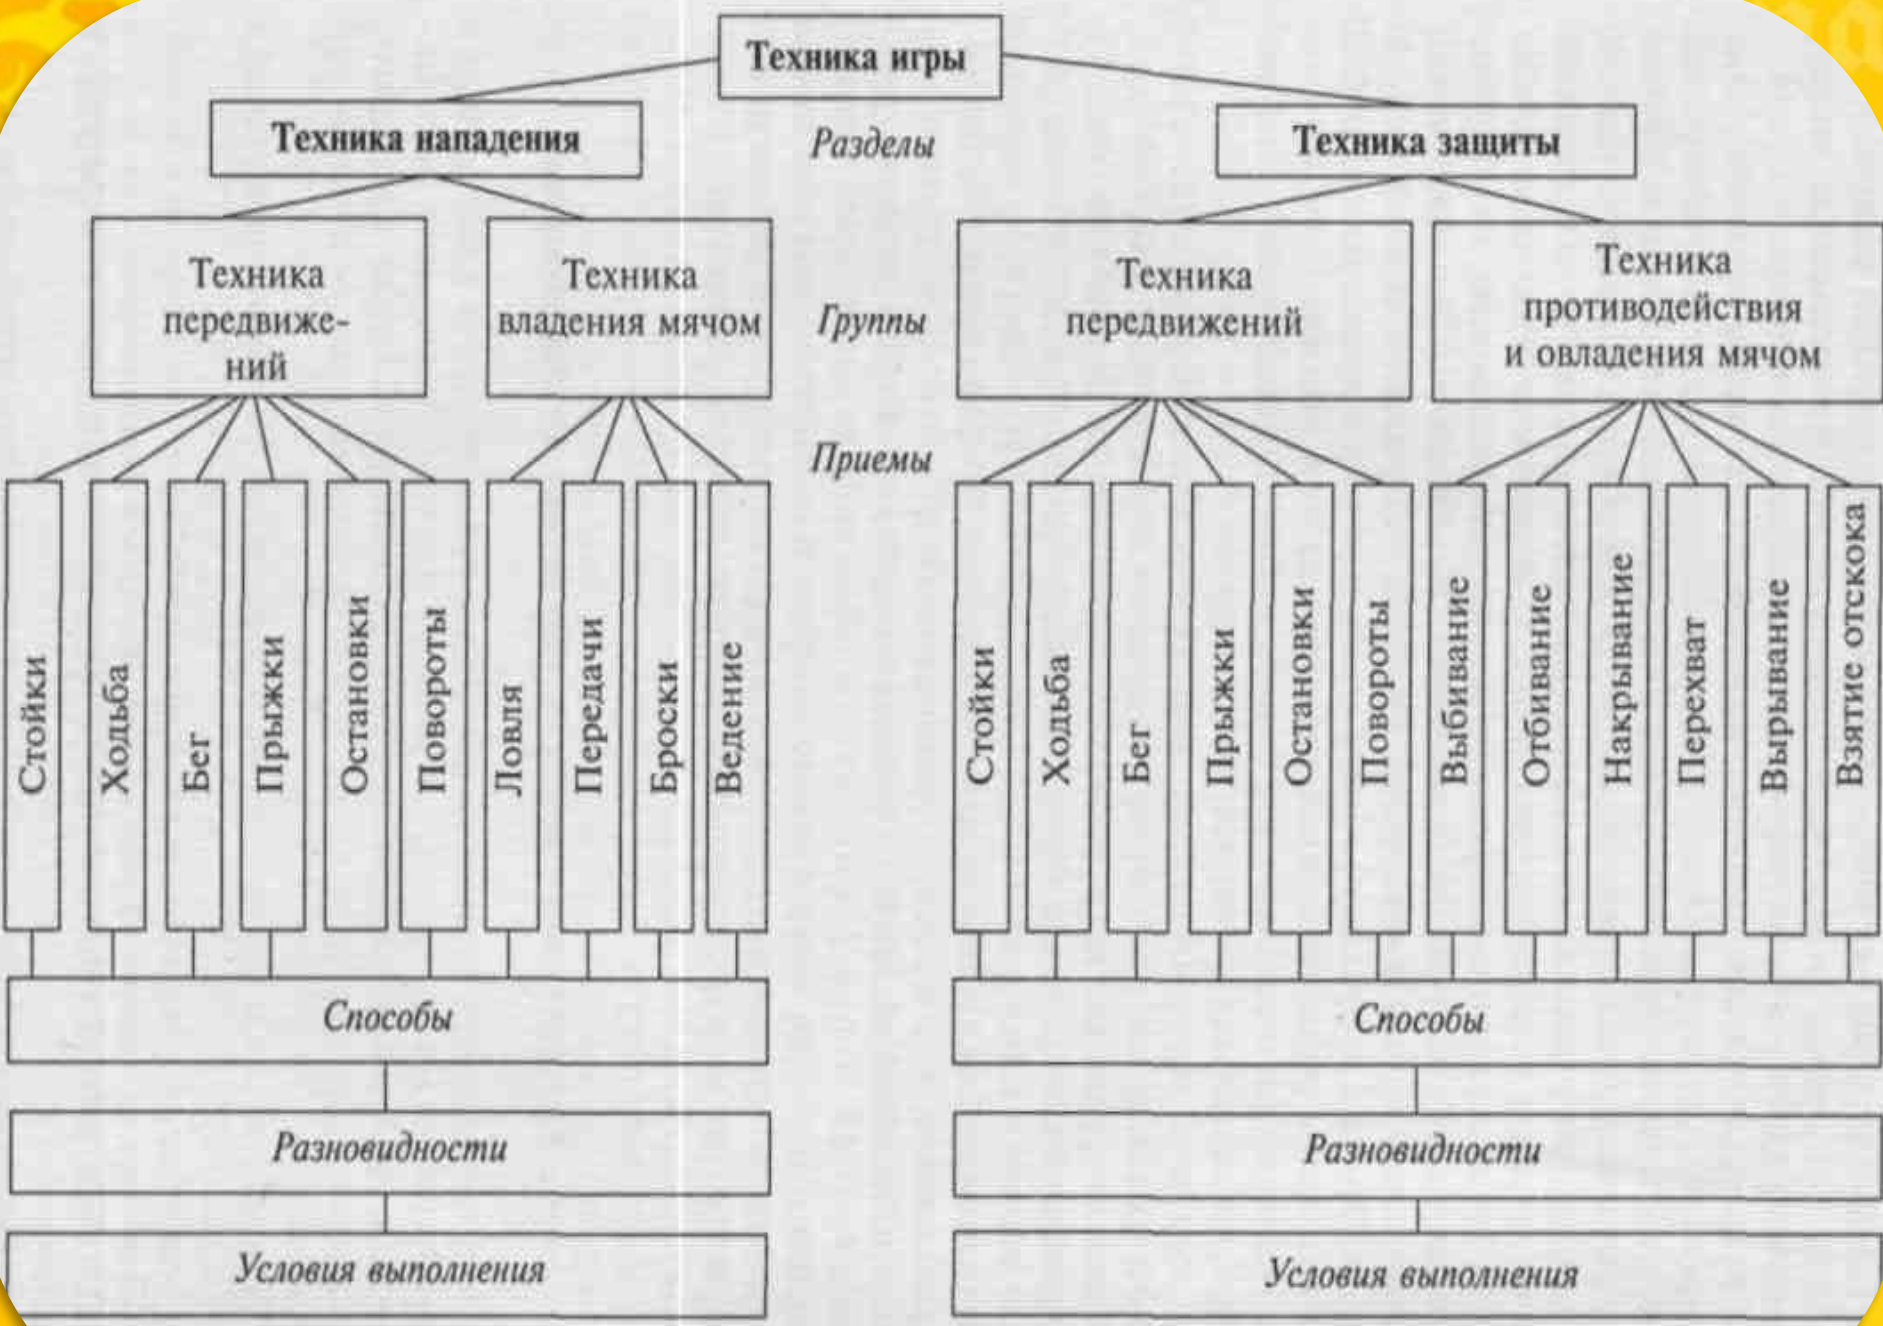 Техника игры
Техника нападения
Разделы
Техника защиты
Техника
передвиже-
ний
Техника
владения мячом
Группы
Техника
передвижений
Техника
противодействия
и овладения мячом
Приемы
Стойки
Ходьба
Бег
Прыжки
Остановки
Повороты
Ловля
Передачи
Броски
Ведение
Стойки
Ходьба
Бег
Прыжки
Остановки
Повороты
Выбивание
Отбивание
Накрывание
Перехват
Вырывание
Взятие отскока
Способы
Способы
Разновидности
Разновидности
Условия выполнения
Условия выполнения